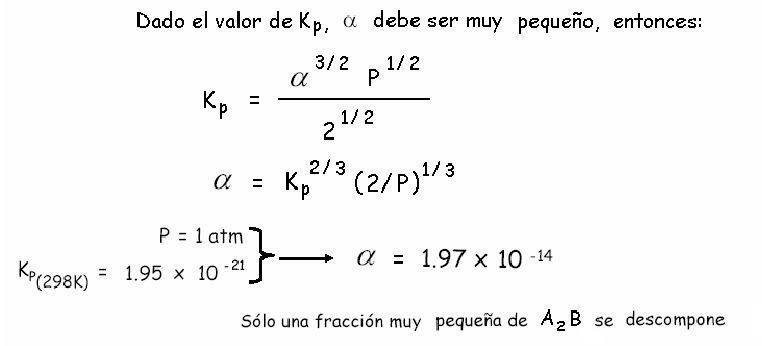 Dado el valor de Kp, α debe ser muy pequeño, entonces:
Kp = α^3/2 P^1/2 / 2^1/2
α = Kp^2/3 (2/P)^1/3
P = 1 atm
KP(298K) = 1.95 x 10^-21
α = 1.97 x 10^-14
Sólo una fracción muy pequeña de A₂B se descompone